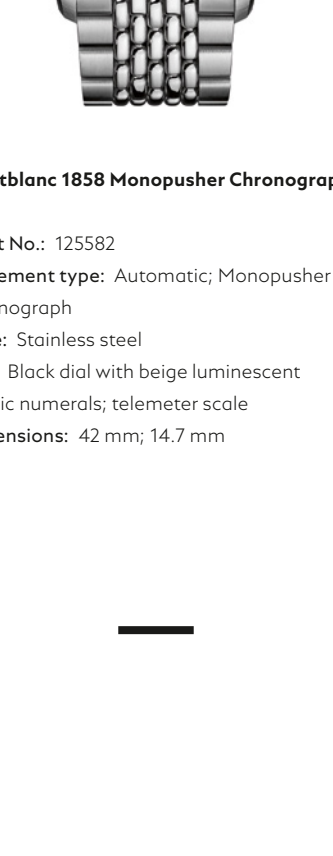 tblanc 1858 Monopusher Chronograp
t No.: 125582
ement type: Automatic; Monopusher
nograph
: Stainless steel
Black dial with beige luminescent
ic numerals; telemeter scale
ensions: 42 mm; 14.7 mm